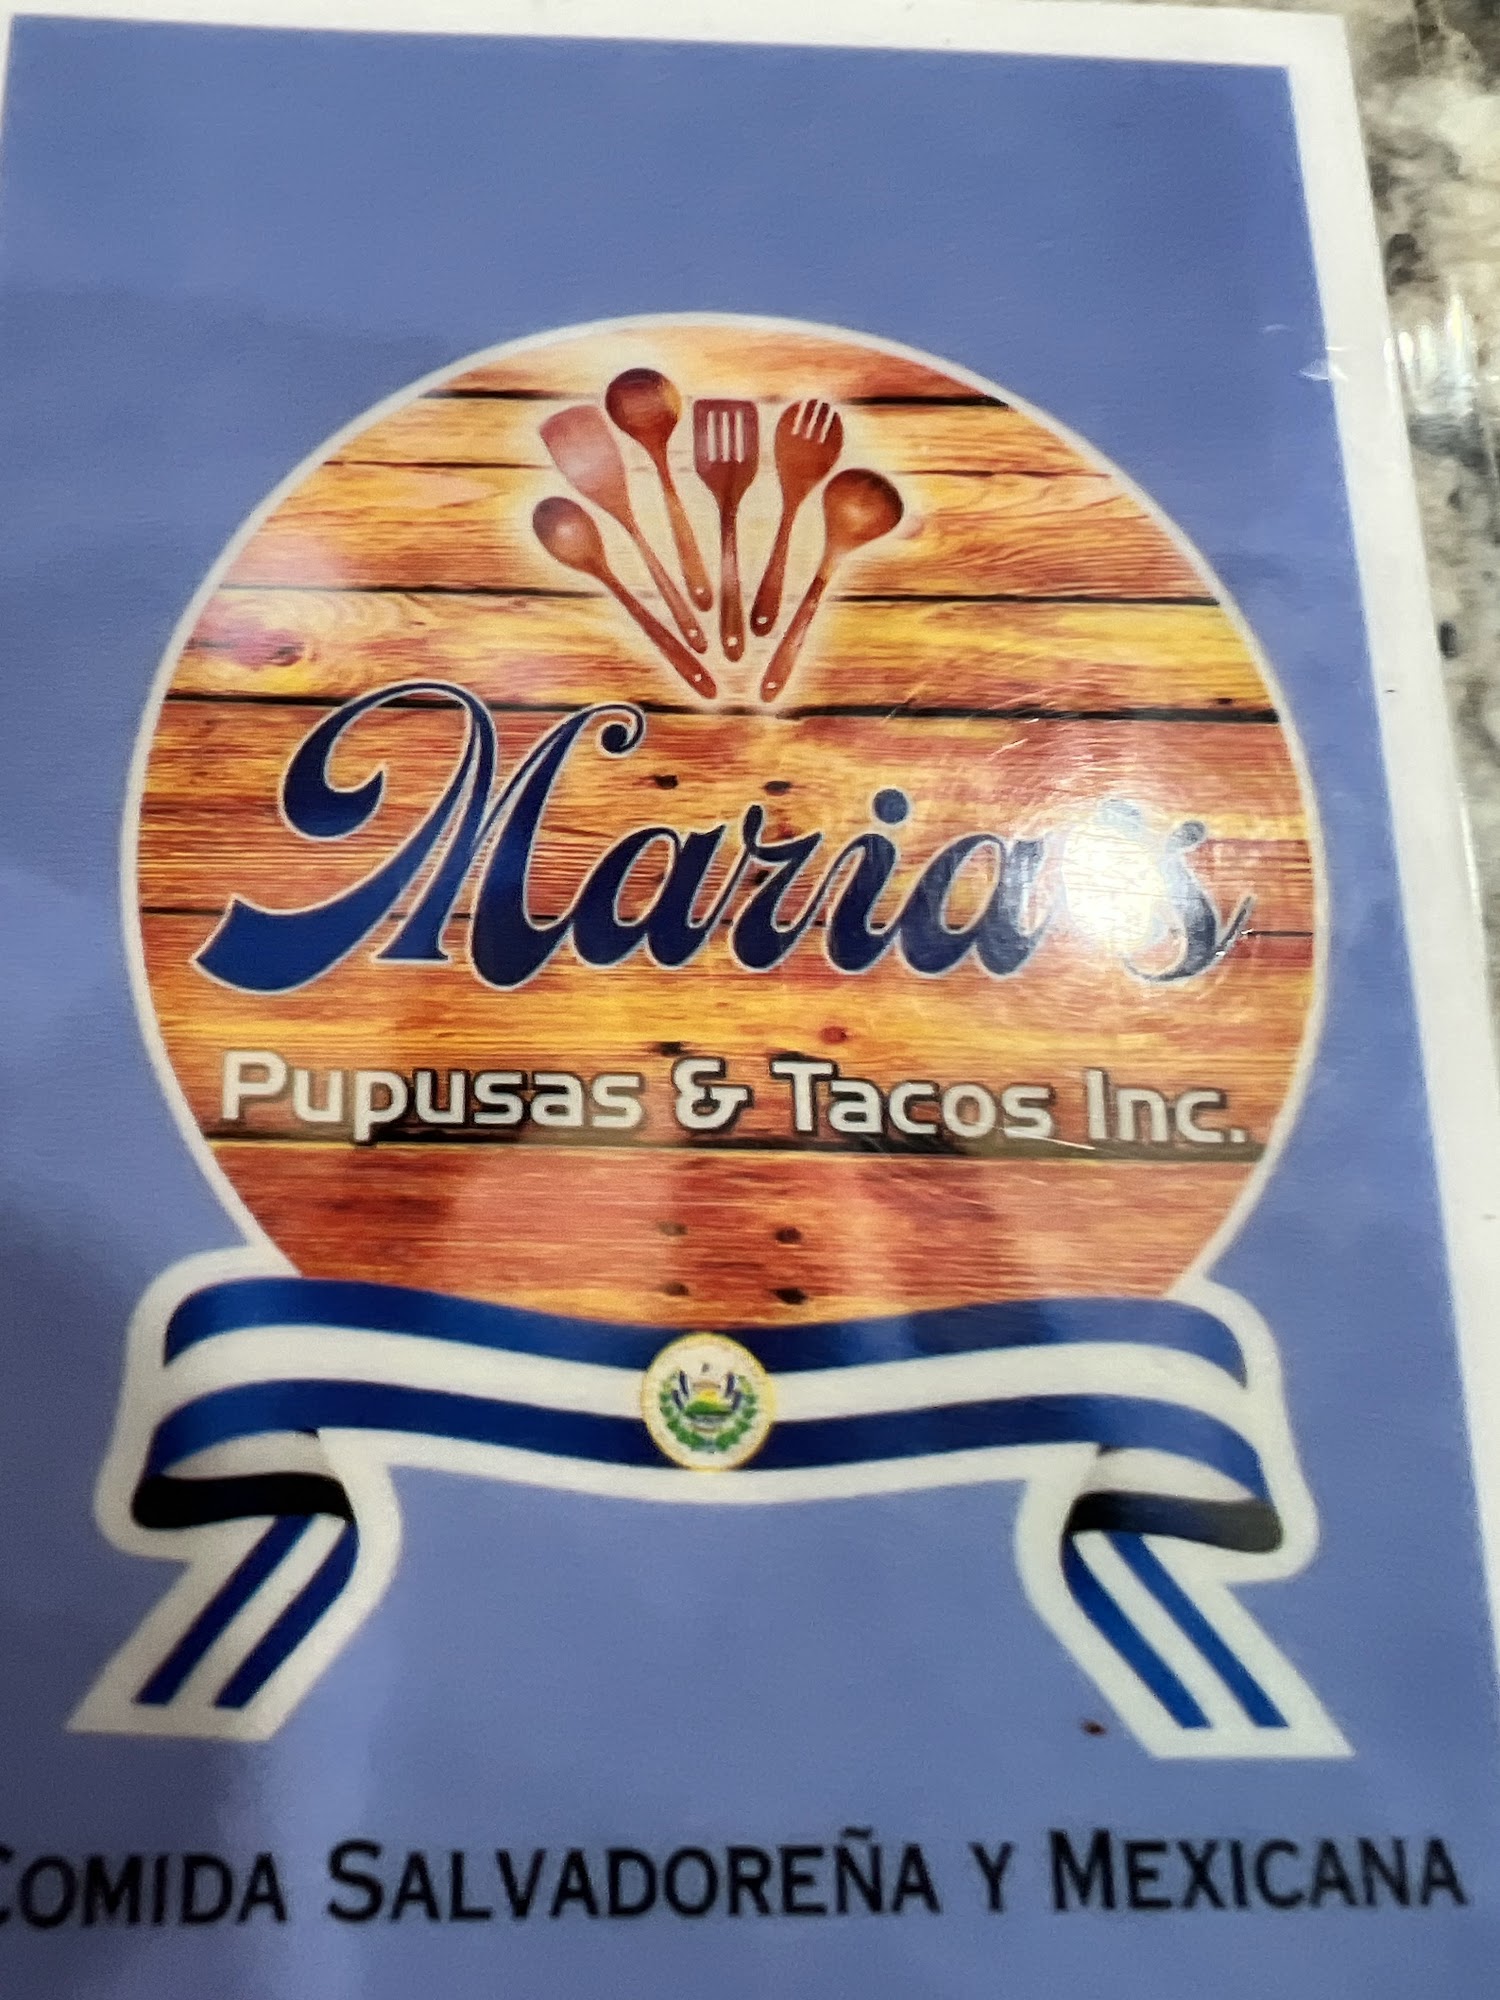 Maria's
Pupusas & Tacos Inc.
COMIDA SALVADOREÑA Y MEXICANA